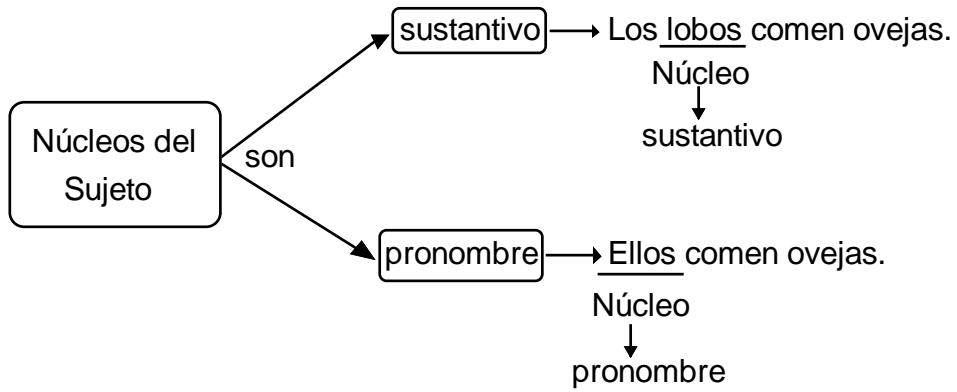 sustantivo
Los lobos comen ovejas.
Núcleo
sustantivo
Núcleos del
Sujeto
son
pronombre
Ellos comen ovejas.
Núcleo
pronombre